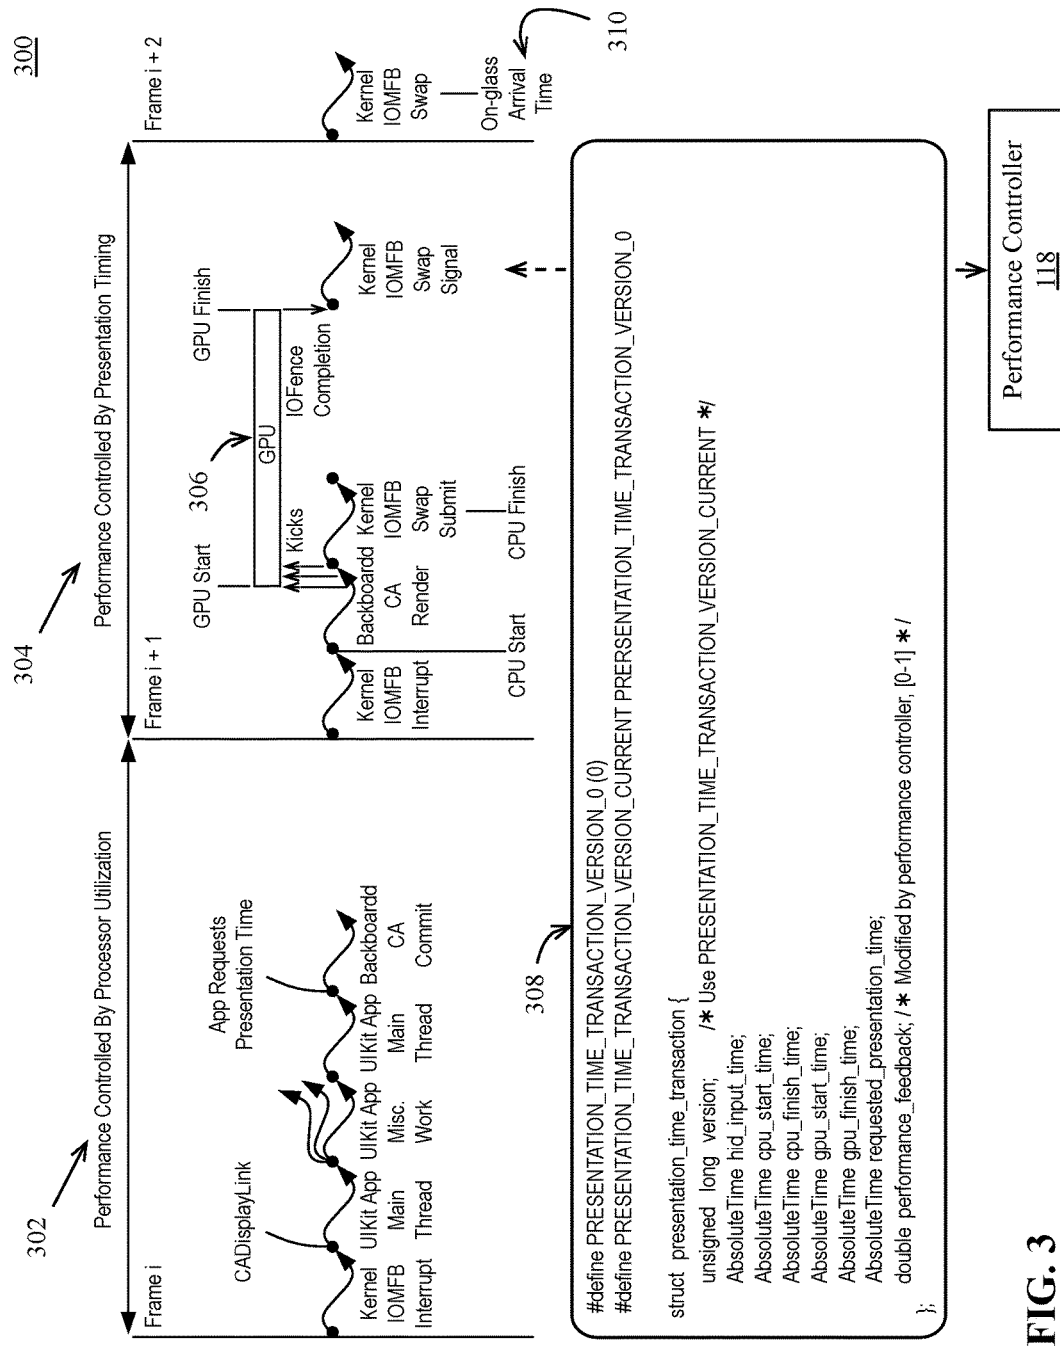 300
302
Performance Controlled By Processor Utilization
304
Performance Controlled By Presentation Timing
Frame i
Frame i + 1
Frame i + 2
CADisplayLink
App Requests
Presentation Time
GPU Start
306
GPU Finish
GPU
Kicks
IOFence
Completion
Kernel
IOMFB
Interrupt
UIKit App
Main
Thread
UIKit App
Misc.
Work
UIKit App
Main
Thread
Backboardd
CA
Commit
Kernel
IOMFB
Interrupt
Backboardd
CA
Render
Kernel
IOMFB
Swap
Submit
Kernel
IOMFB
Swap
Signal
Kernel
IOMFB
Swap
CPU Start
CPU Finish
On-glass
Arrival
Time
310
308
#define PRESENTATION_TIME_TRANSACTION_VERSION_0 (0)
#define PRESENTATION_TIME_TRANSACTION_VERSION_CURRENT PRERSENTATION_TIME_TRANSACTION_VERSION_0
struct presentation_time_transaction {
unsigned long version; /* Use PRESENTATION_TIME_TRANSACTION_VERSION_CURRENT */
AbsoluteTime hid_input_time;
AbsoluteTime cpu_start_time;
AbsoluteTime cpu_finish_time;
AbsoluteTime gpu_start_time;
AbsoluteTime gpu_finish_time;
AbsoluteTime requested_presentation_time;
double performance_feedback; / * Modified by performance controller, [0-1] * /
};
Performance Controller
118
FIG. 3